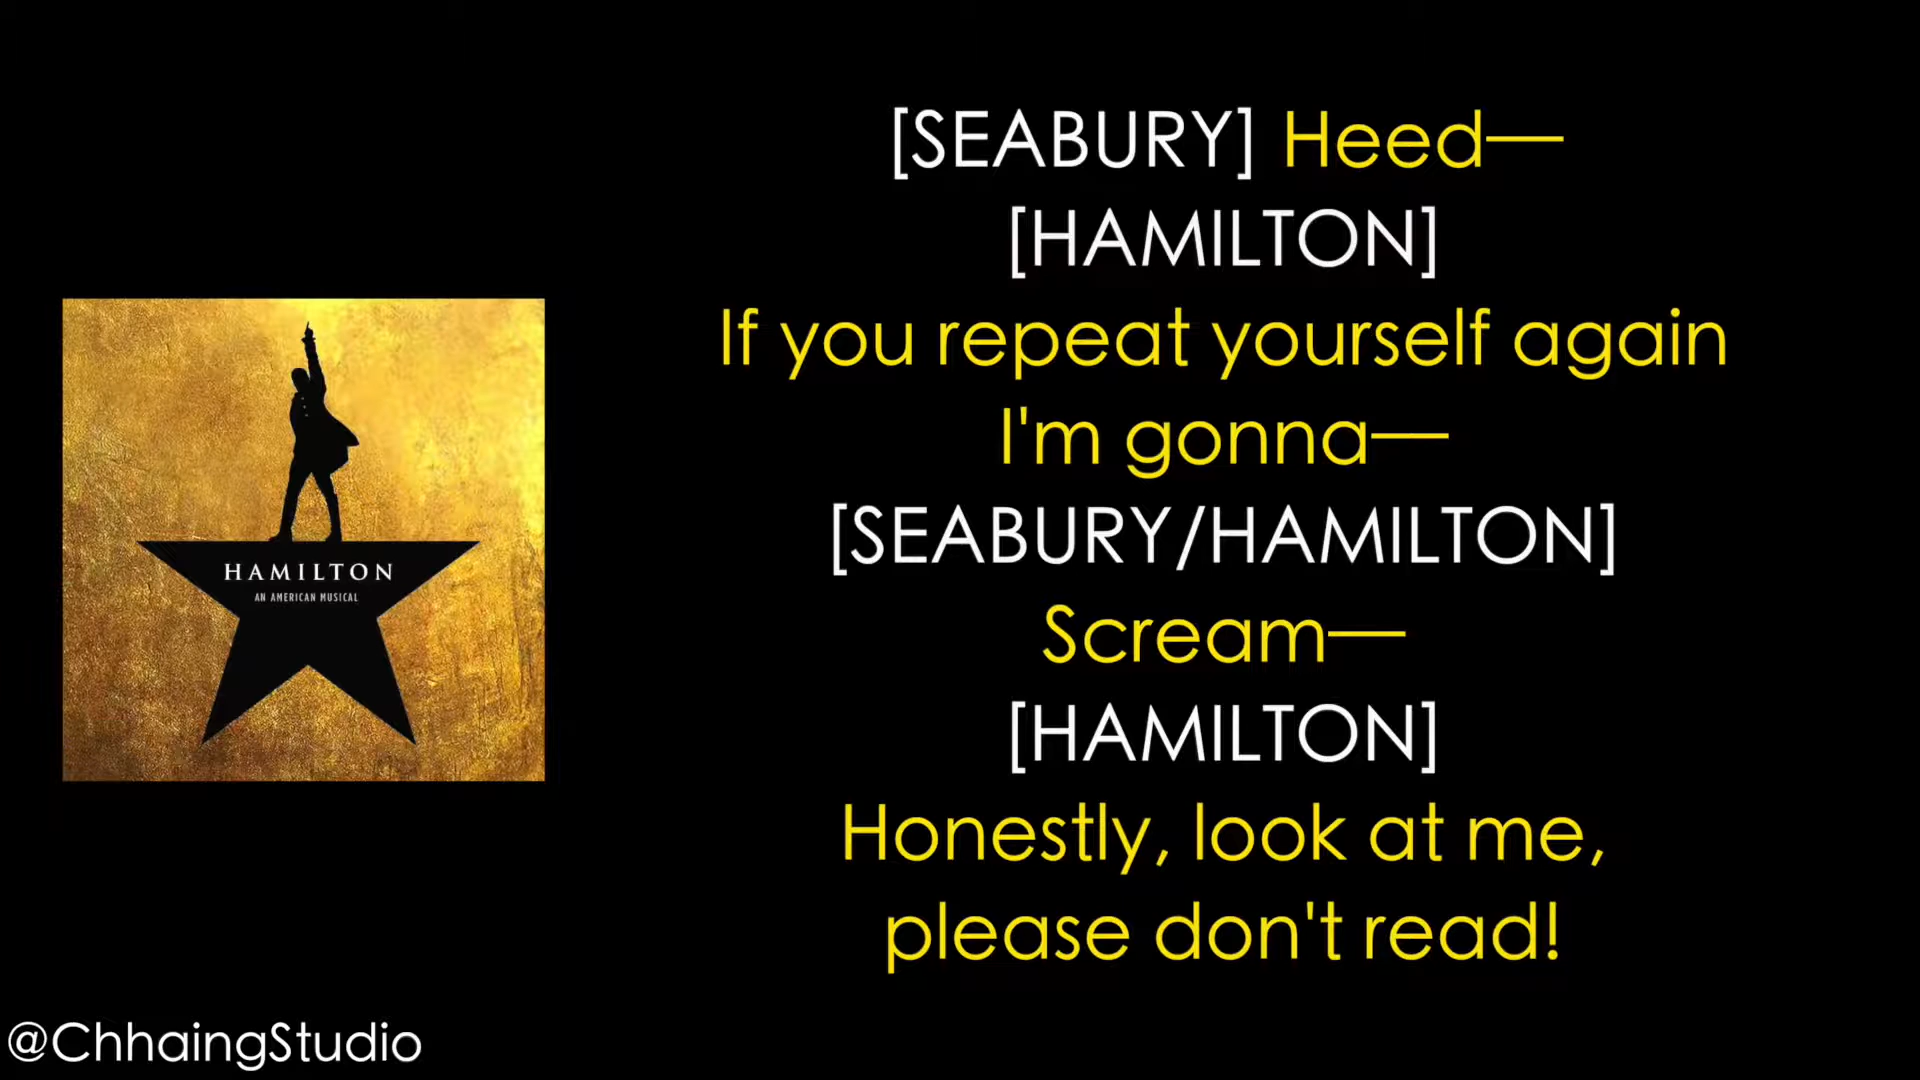 [SEABURY] Heed—
[HAMILTON]
If you repeat yourself again
I'm gonna—
[SEABURY/HAMILTON]
Scream—
[HAMILTON]
Honestly, look at me,
please don't read!
HAMILTON
AN AMERICAN MUSICAL
@ChhaingStudio